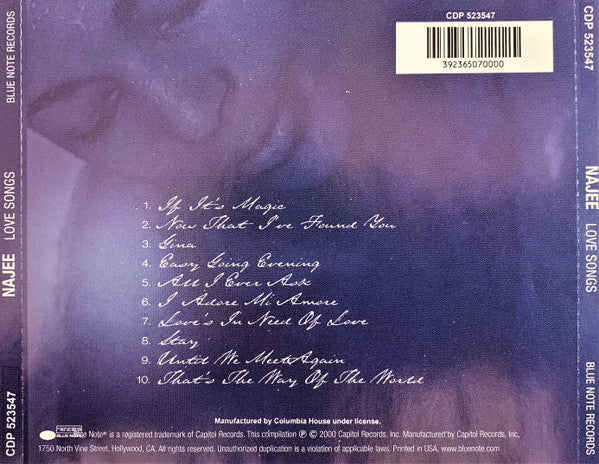 CDP 523547
392365070000
BLUE NOTE RECORDS
NAJEE LOVE SONGS
CDP 523547
1. If It's Magic
2. Now That I've Found You
3. Gina
4. Easy Going Evening
5. All I Ever Ask
6. I Adore Mi Amore
7. Love's In Need Of Love
8. Stay
9. Until We Meet Again
10. That's The Way Of The World
Manufactured by Columbia House under license.
Blue Note® is a registered trademark of Capitol Records. This compilation ℗ © 2000 Capitol Records, Inc. Manufactured by Capitol Records, Inc,
1750 North Vine Street, Hollywood, CA. All rights reserved. Unauthorized duplication is a violation of applicable laws. Printed in USA. www.bluenote.com
CDP 523547
NAJEE LOVE SONGS
BLUE NOTE RECORDS